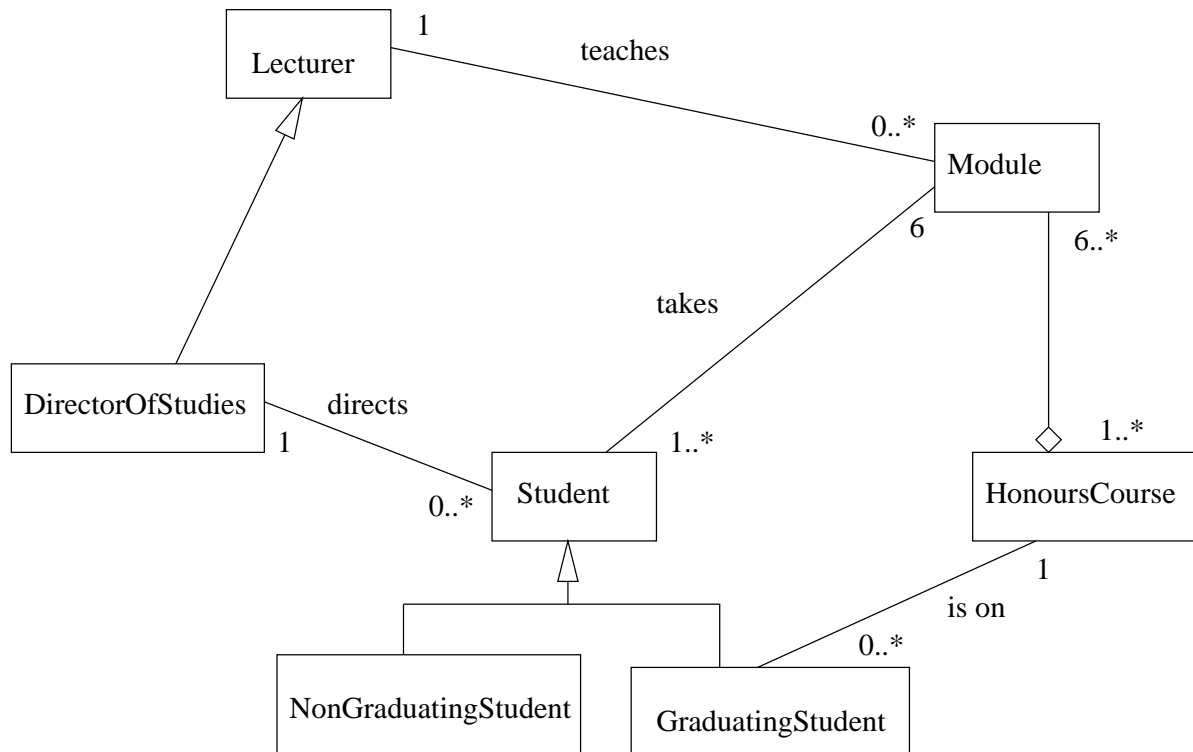 1
teaches
Lecturer
0..*
Module
6
6..*
takes
DirectorOfStudies
directs
1
1..*
1..*
0..*
Student
HonoursCourse
1
is on
0..*
NonGraduatingStudent
GraduatingStudent